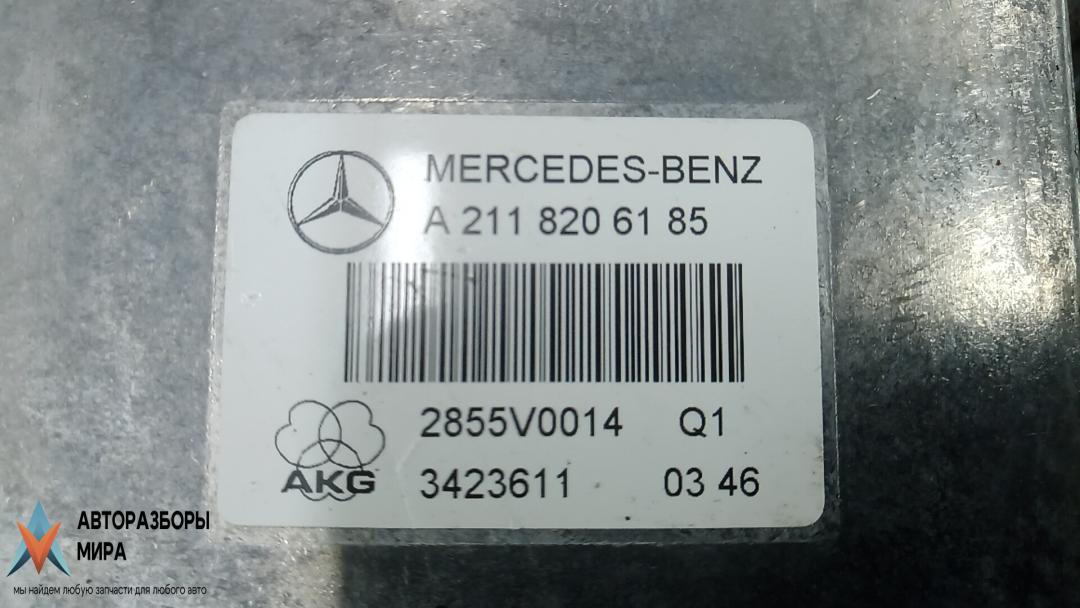 MERCEDES-BENZ
A 211 820 61 85
2855V0014 Q1
AKG
3423611 03 46
АВТОРАЗБОРЫ
МИРА
мы найдем любую запчасти для любого авто